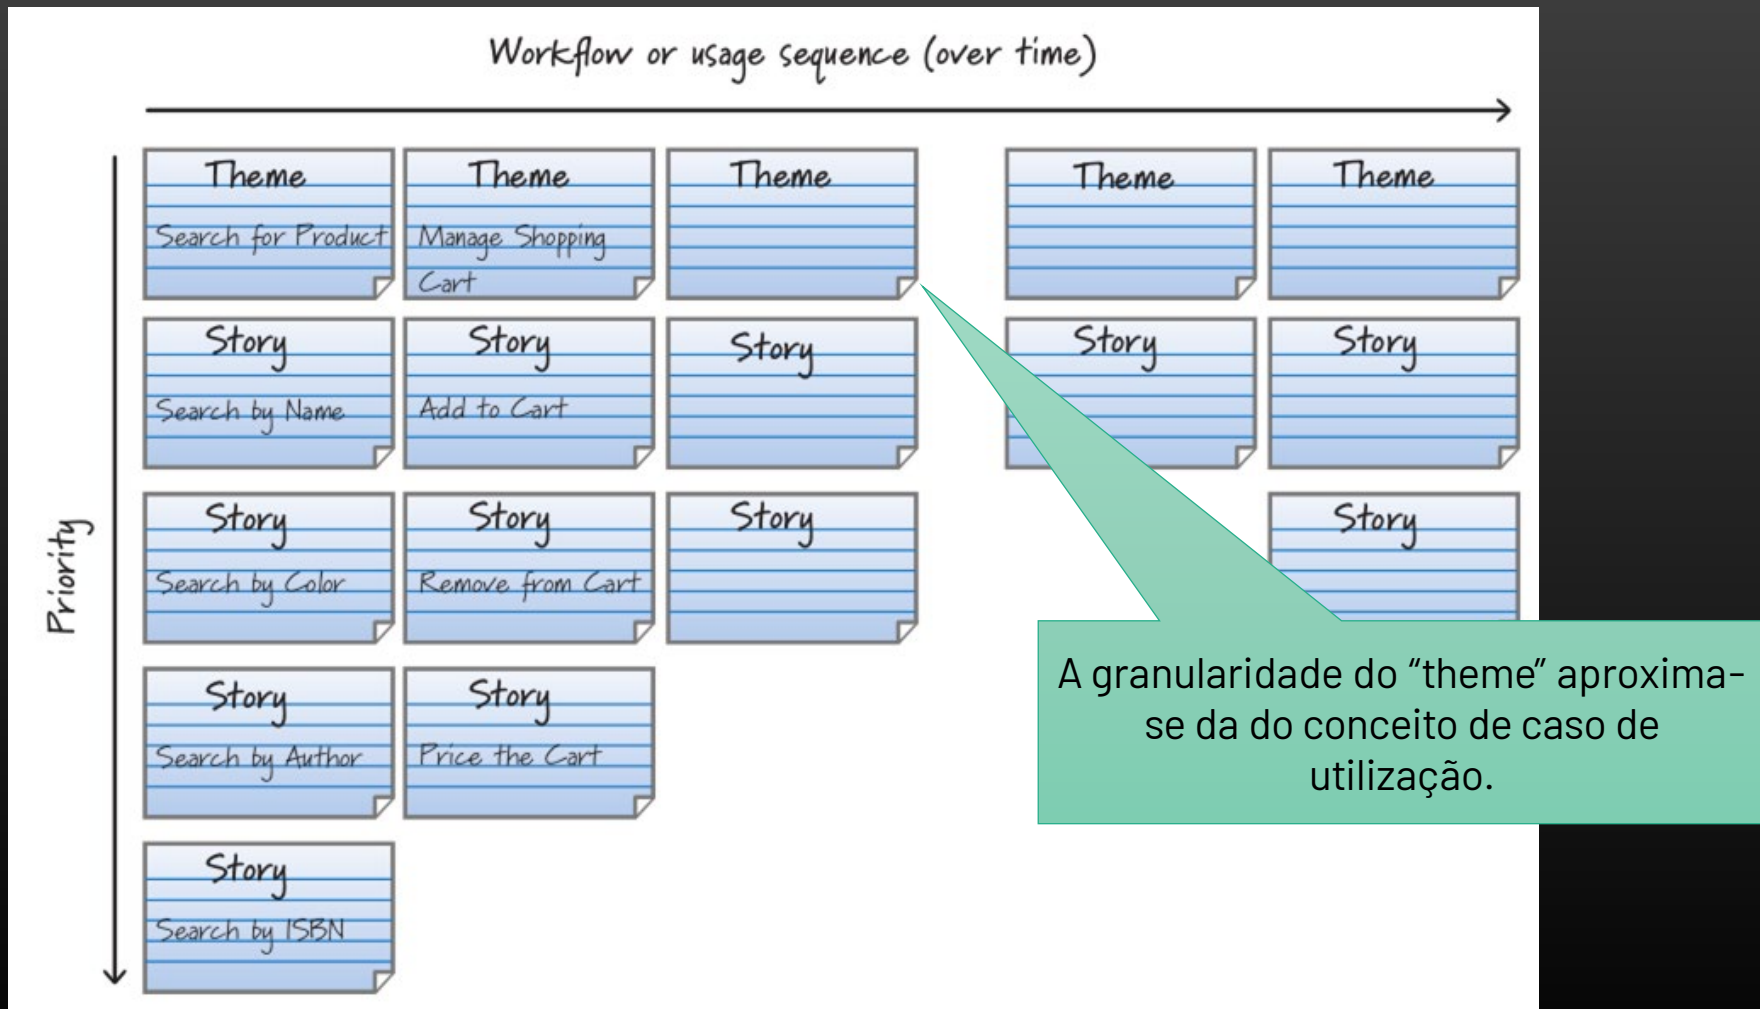 Workflow or usage sequence (over time)
Priority
Theme
Search for Product
Theme
Manage Shopping
Cart
Theme
Theme
Theme
Story
Search by Name
Story
Add to Cart
Story
Story
Story
Story
Search by Color
Story
Remove from Cart
Story
Story
Story
Search by Author
Story
Price the Cart
Story
Search by ISBN
A granularidade do “theme” aproxima-
se da do conceito de caso de
utilização.